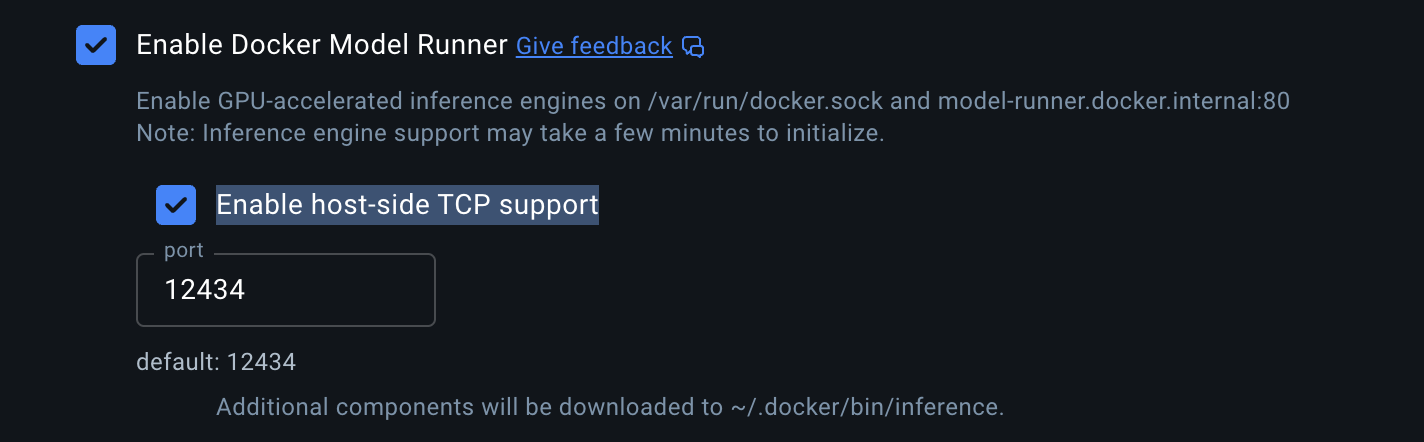 Enable Docker Model Runner Give feedback
Enable GPU-accelerated inference engines on /var/run/docker.sock and model-runner.docker.internal:80
Note: Inference engine support may take a few minutes to initialize.
Enable host-side TCP support
port
12434
default: 12434
Additional components will be downloaded to ~/.docker/bin/inference.